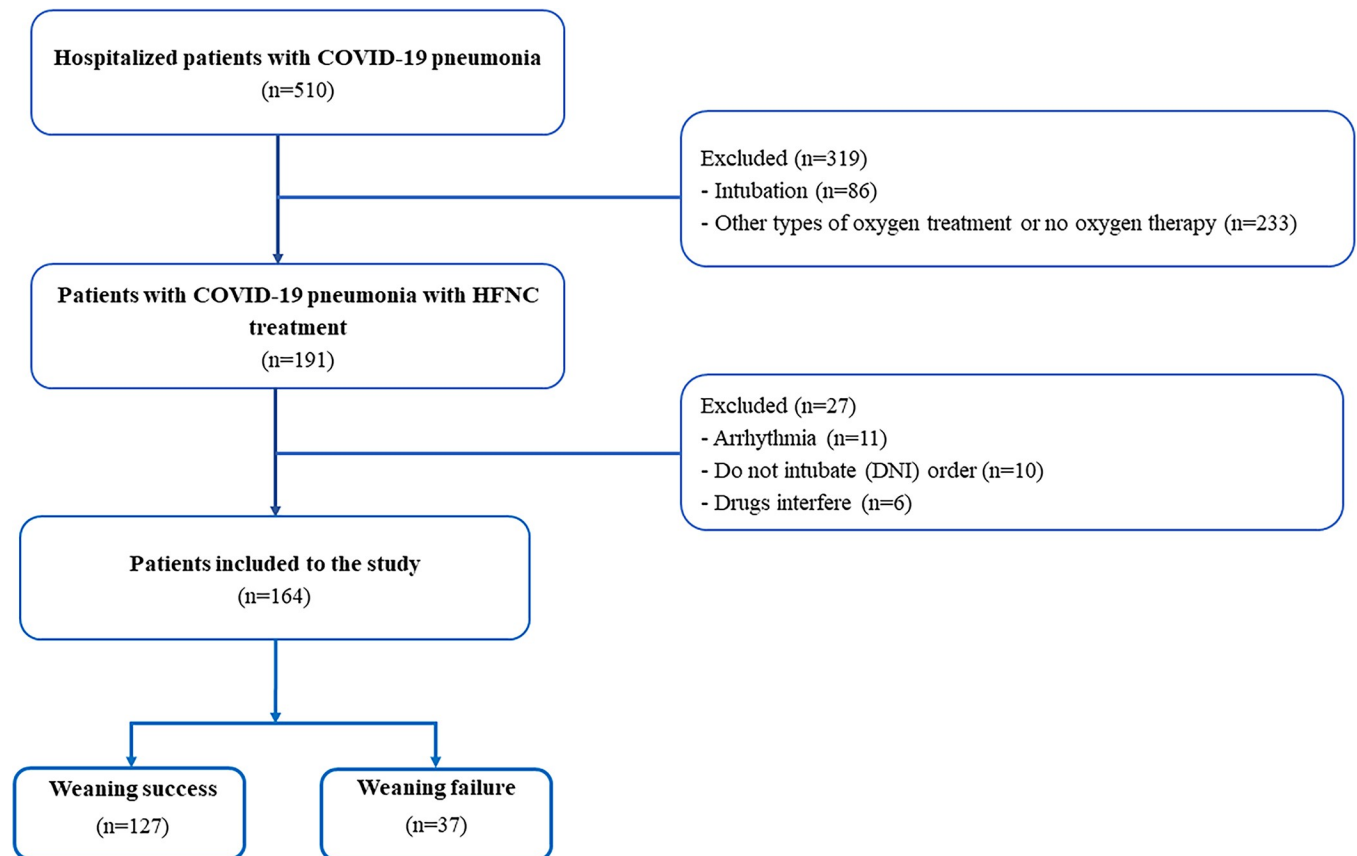 Hospitalized patients with COVID-19 pneumonia
(n=510)
Excluded (n=319)
- Intubation (n=86)
- Other types of oxygen treatment or no oxygen therapy (n=233)
Patients with COVID-19 pneumonia with HFNC
treatment
(n=191)
Excluded (n=27)
- Arrhythmia (n=11)
- Do not intubate (DNI) order (n=10)
- Drugs interfere (n=6)
Patients included to the study
(n=164)
Weaning success
(n=127)
Weaning failure
(n=37)